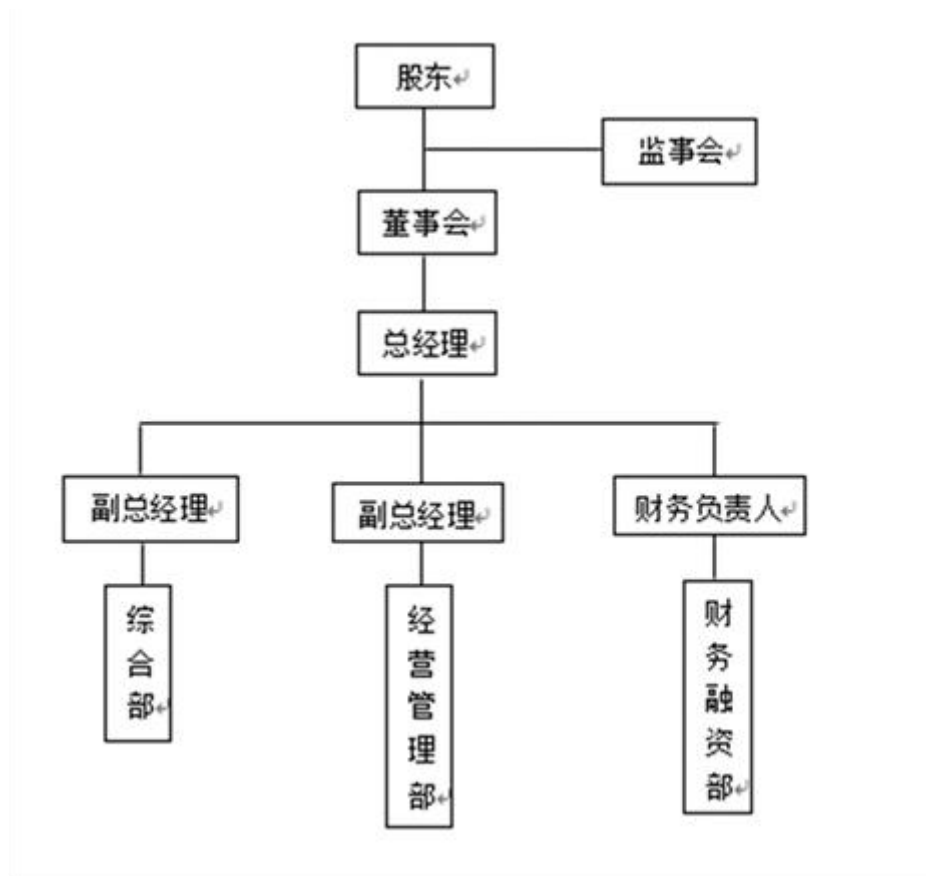 股东
监事会
董事会
总经理
副总经理
副总经理
财务负责人
综合部
经营管理部
财务融资部